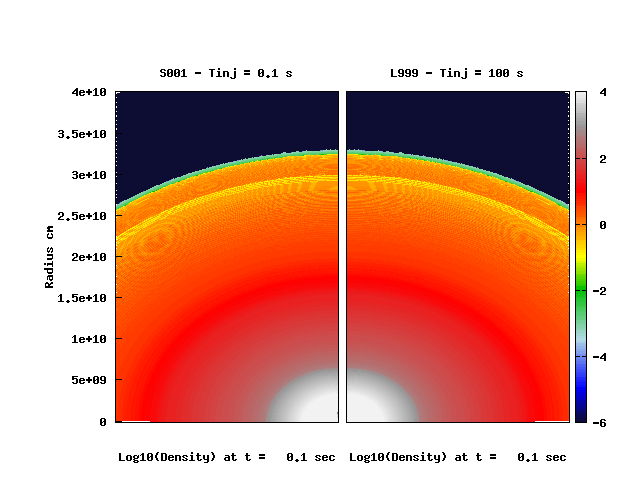 S001 - Tinj = 0.1 s
L999 - Tinj = 100 s
4e+10
3.5e+10
3e+10
2.5e+10
2e+10
1.5e+10
1e+10
5e+09
0
Radius cm
4
2
0
-2
-4
-6
Log10(Density) at t =   0.1 sec
Log10(Density) at t =   0.1 sec